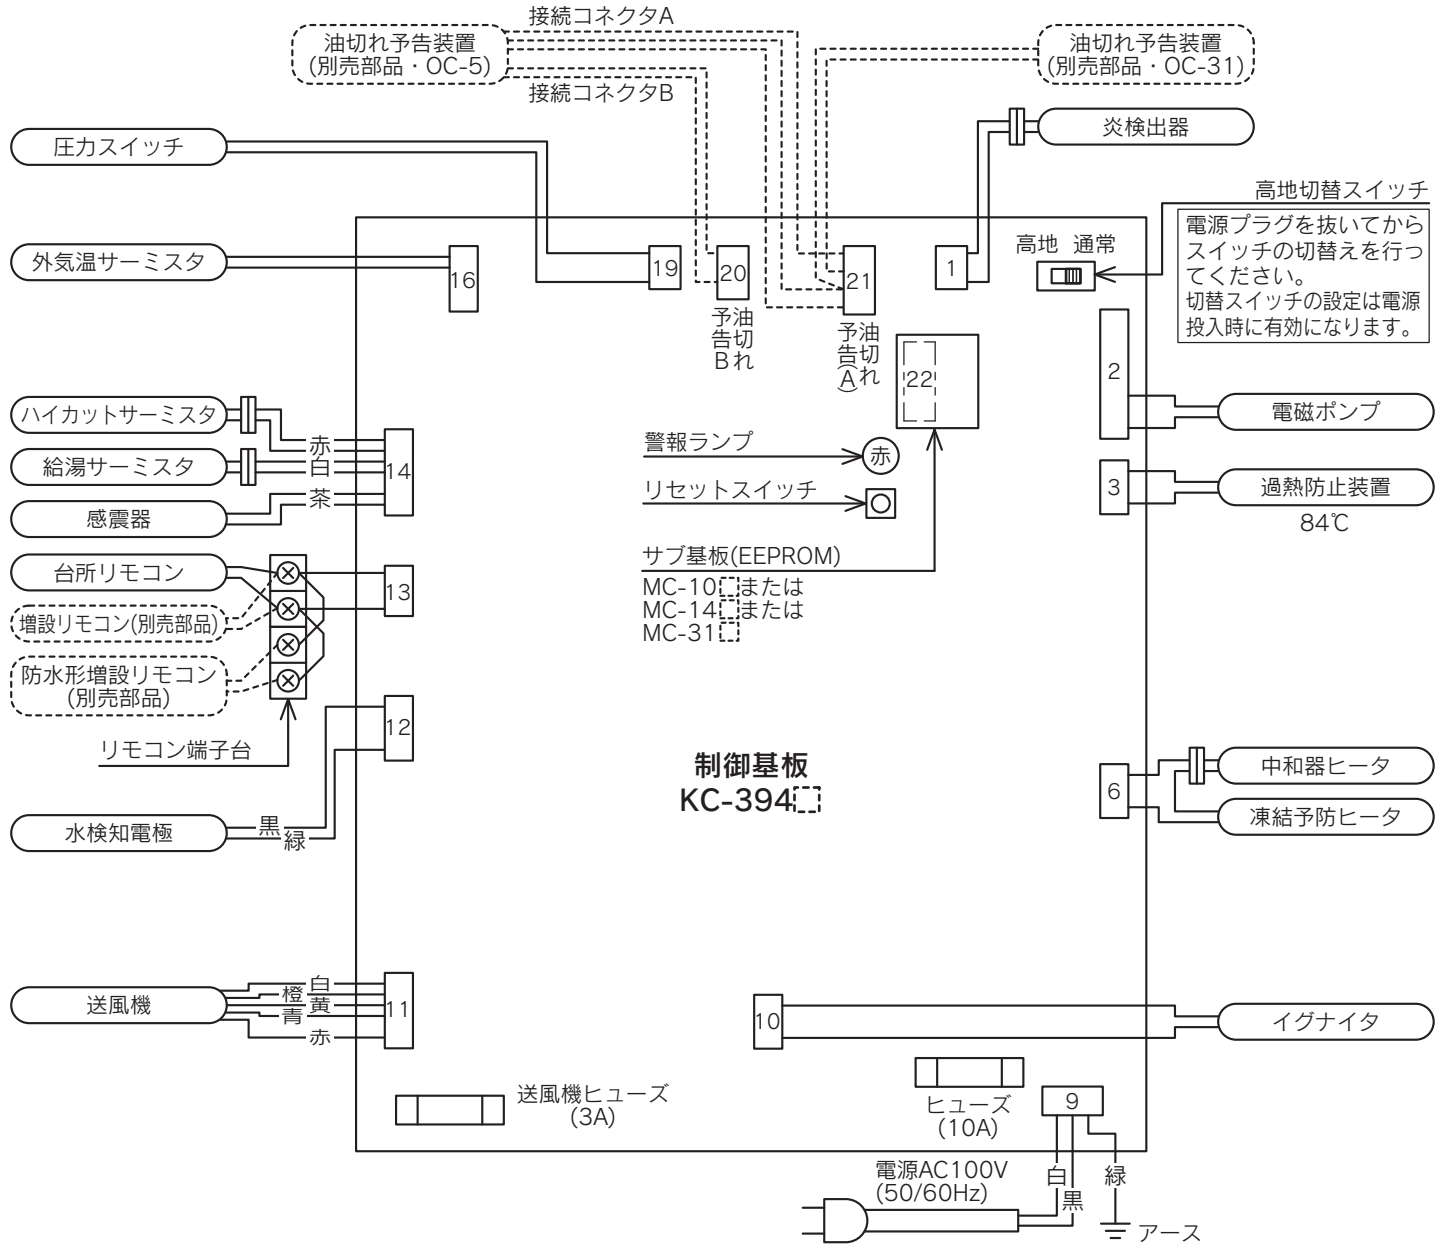 接続コネクタA
油切れ予告装置
(別売部品・OC-5)
接続コネクタB
油切れ予告装置
(別売部品・OC-31)
炎検出器
圧力スイッチ
高地切替スイッチ
電源プラグを抜いてから
スイッチの切替えを行っ
てください。
切替スイッチの設定は電源
投入時に有効になります。
高地 通常
外気温サーミスタ
16
19
20
21
1
油切れ
予告B
油切れ
予告(A)
22
2
電磁ポンプ
ハイカットサーミスタ
赤
給湯サーミスタ
白
14
茶
感震器
警報ランプ
赤
リセットスイッチ
3
過熱防止装置
84℃
サブ基板(EEPROM)
MC-10または
MC-14または
MC-31
台所リモコン
13
増設リモコン(別売部品)
防水形増設リモコン
(別売部品)
リモコン端子台
12
制御基板
KC-394
6
中和器ヒータ
凍結予防ヒータ
水検知電極
黒
緑
送風機
白
橙
黄
青
赤
11
10
イグナイタ
送風機ヒューズ
(3A)
ヒューズ
(10A)
9
電源AC100V
(50/60Hz)
白
黒
緑
アース